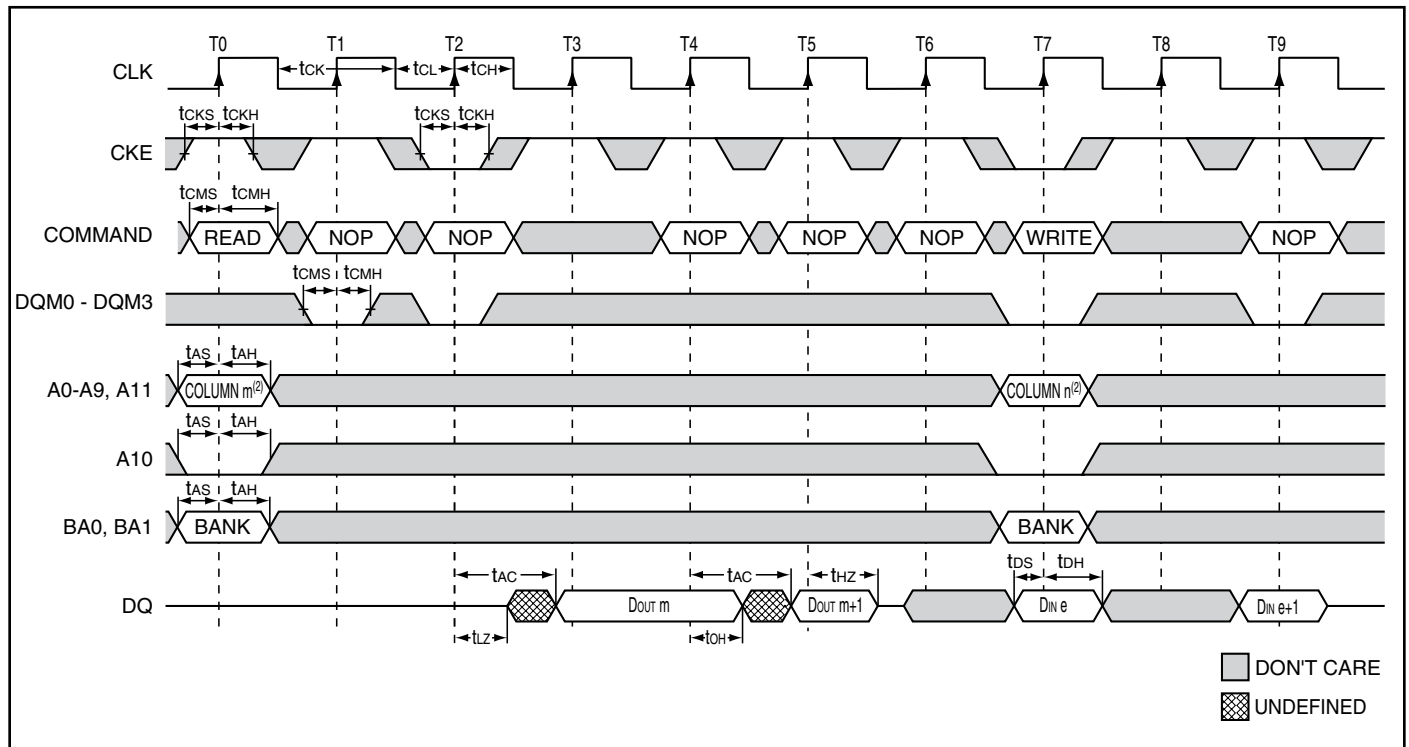 T0 T1 T2 T3 T4 T5 T6 T7 T8 T9
CLK tCK tCL tCH
tCKS tCKH tCKS tCKH
CKE
tCMS tCMH
COMMAND READ NOP NOP NOP NOP NOP WRITE NOP
tCMS tCMH
DQM0 - DQM3
tAS tAH
A0-A9, A11 COLUMN m(2) COLUMN n(2)
tAS tAH
A10
tAS tAH
BA0, BA1 BANK BANK
tAC tAC tHZ tDS tDH
DQ DOUT m DOUT m+1 DIN e DIN e+1
tLZ tOH
DON'T CARE
UNDEFINED